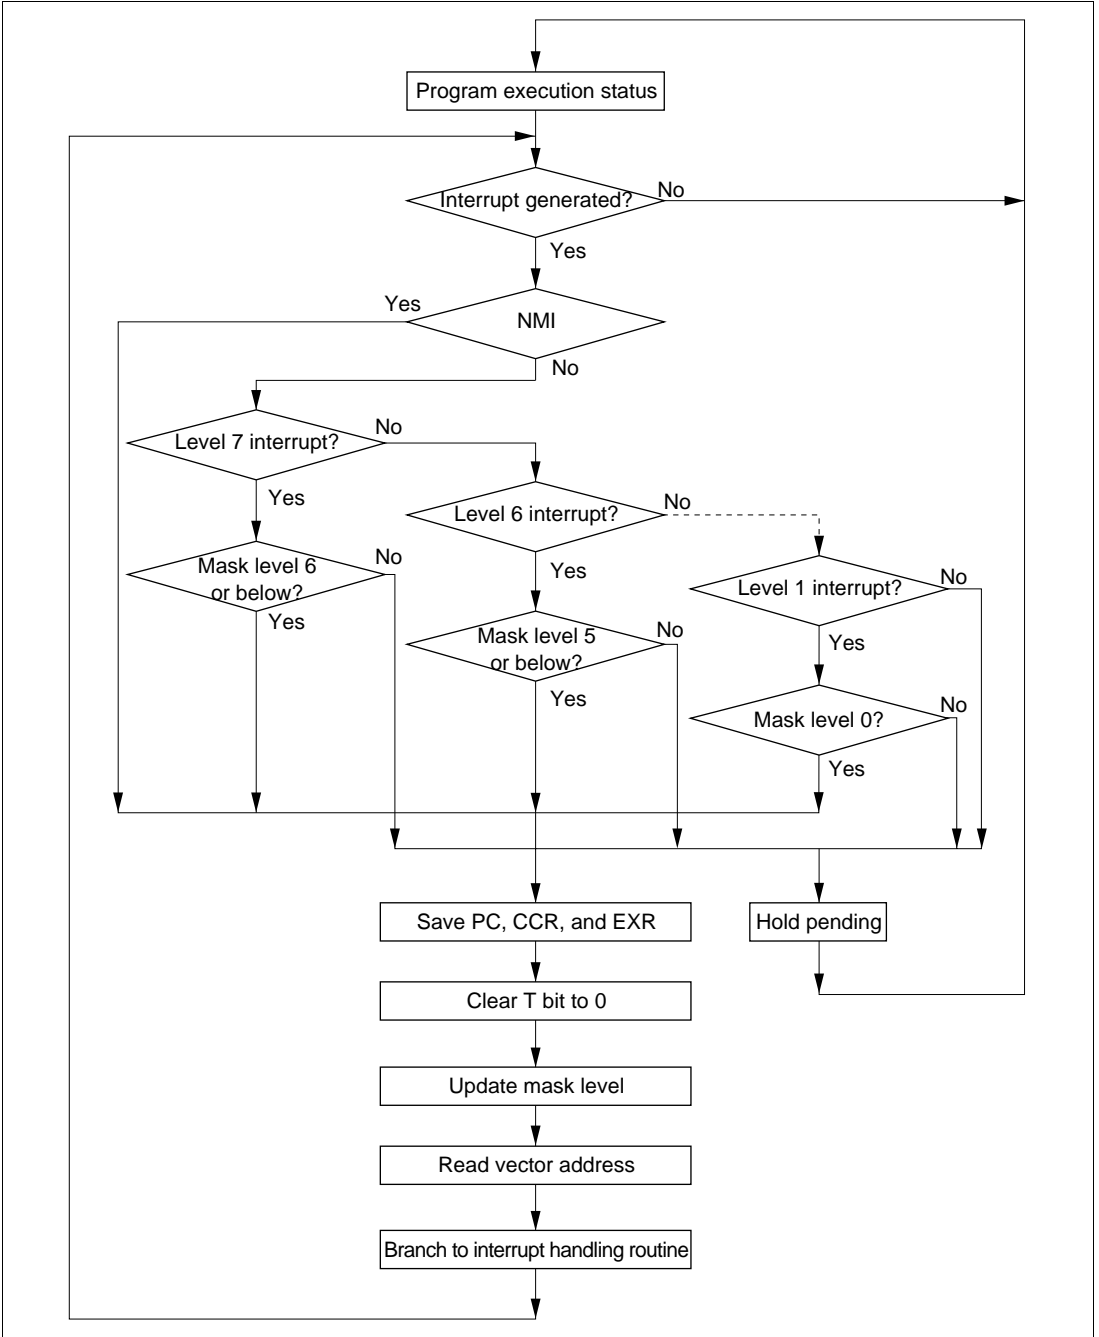 Program execution status
Interrupt generated?
No
Yes
Yes
NMI
No
Level 7 interrupt?
No
Yes
Level 6 interrupt?
No
Mask level 6
or below?
No
Yes
Level 1 interrupt?
No
Yes
Mask level 5
or below?
No
Yes
Yes
Mask level 0?
No
Yes
Save PC, CCR, and EXR
Hold pending
Clear T bit to 0
Update mask level
Read vector address
Branch to interrupt handling routine